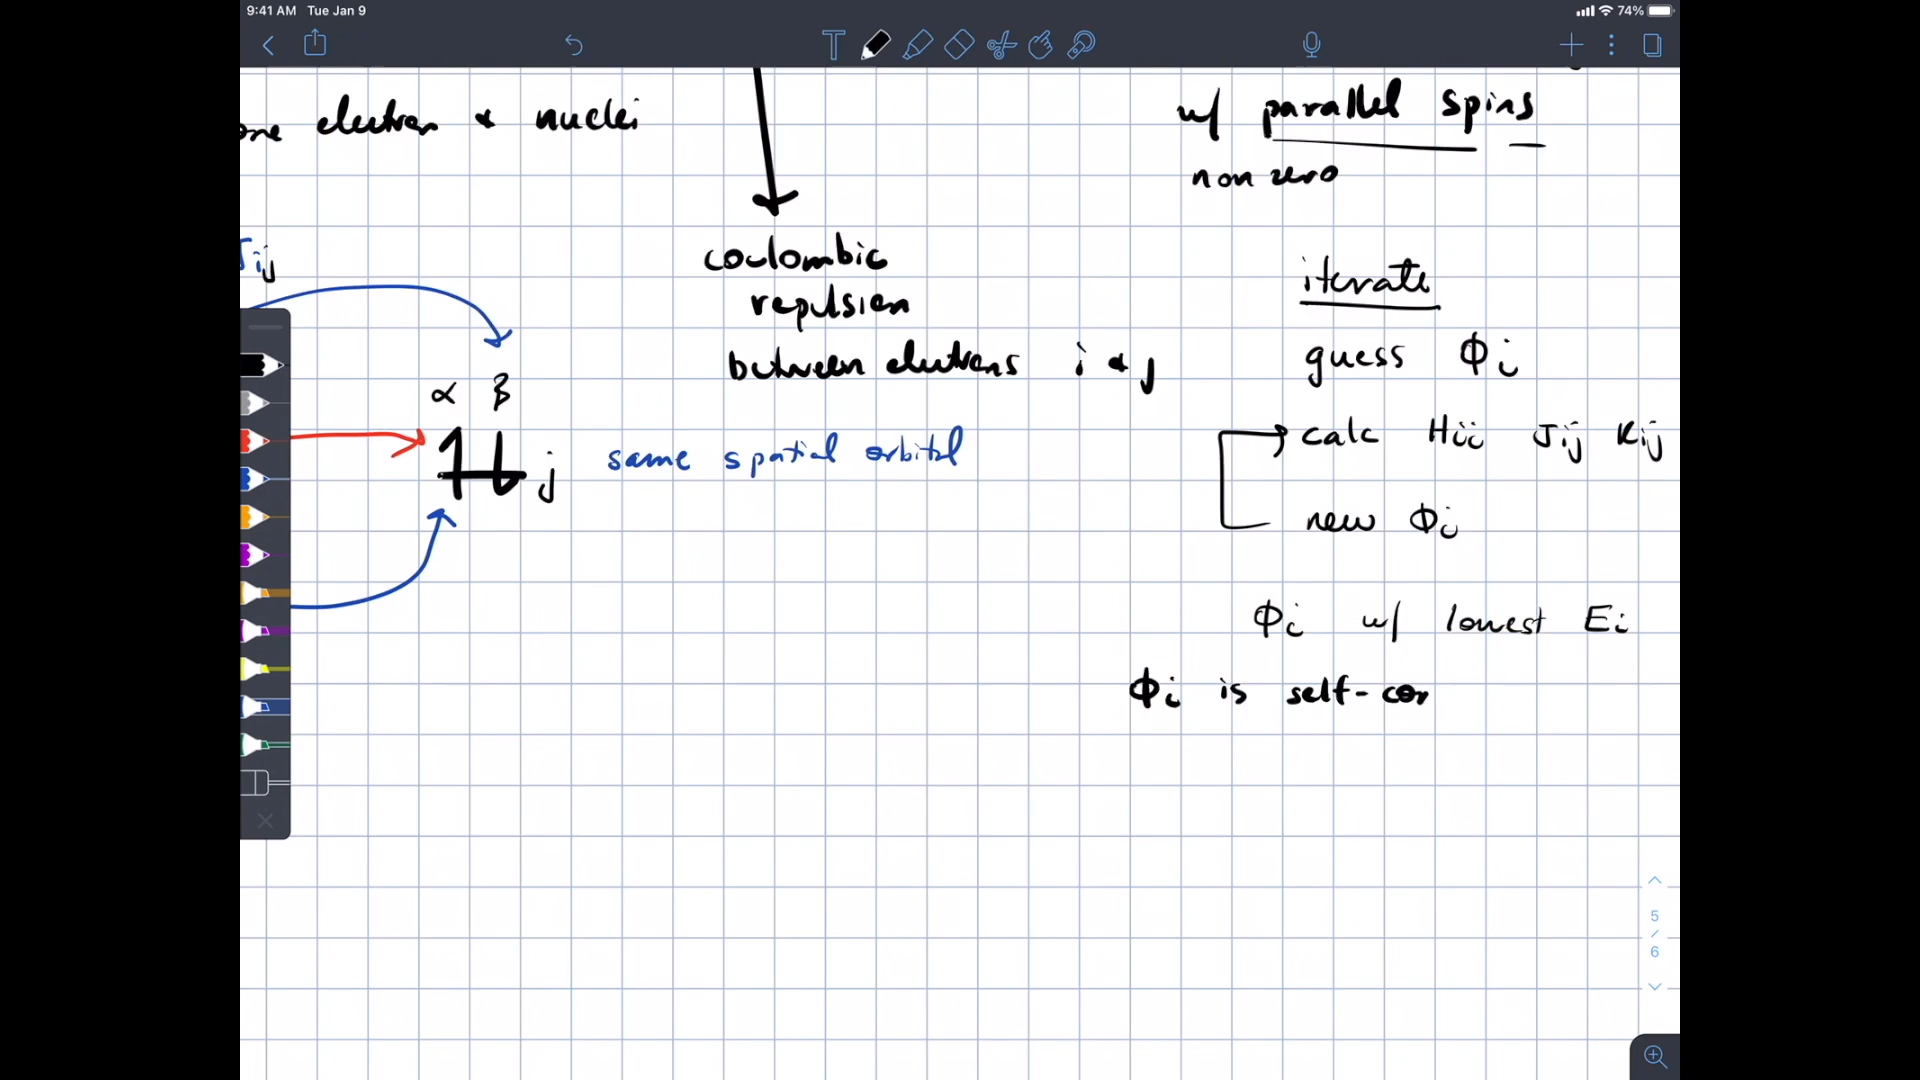 9:41 AM Tue Jan 9
74%
one electron & nuclei
w/ parallel spins
non zero
Jij
coulombic
repulsion
between electrons i & j
α β
j same spatial orbital
iterate
guess Φi
calc Hii Jij Kij
new Φi
Φi w/ lowest Ei
Φi is self-con
5
/
6